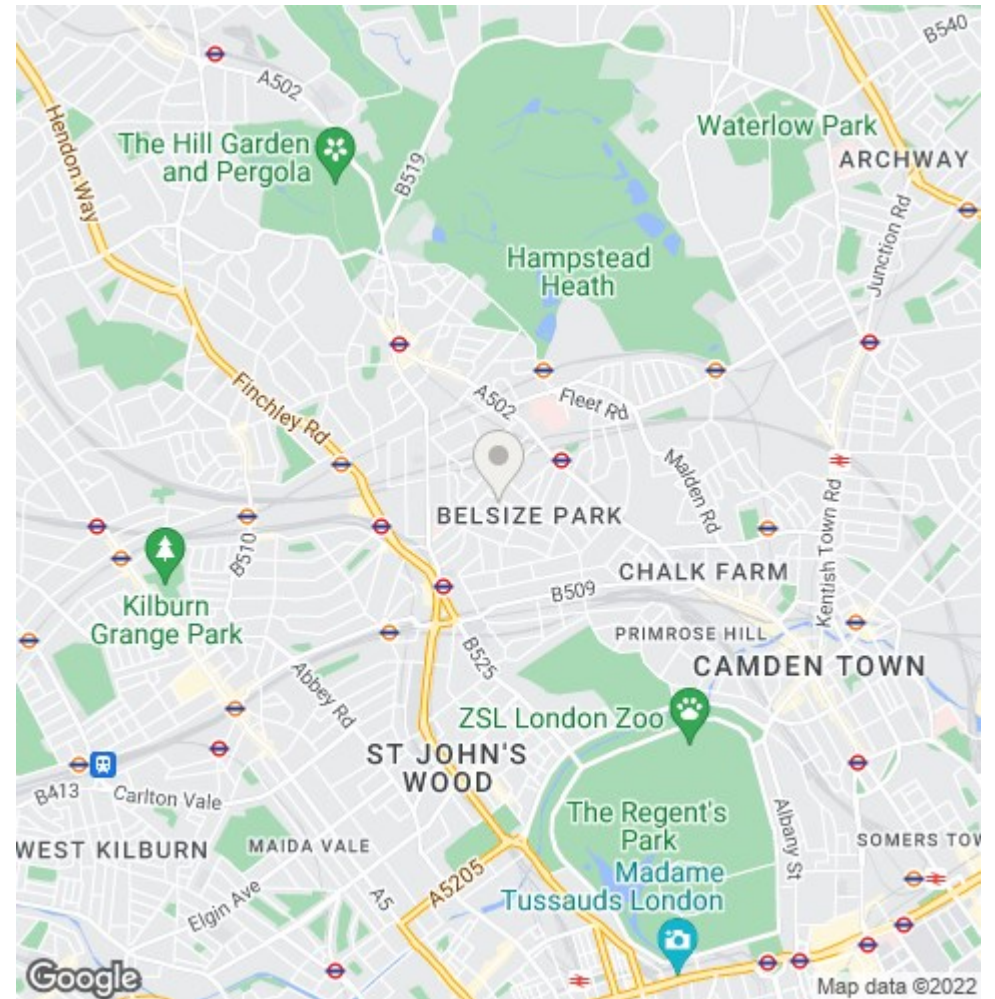 B540
A502
Hendon Way
The Hill Garden
and Pergola
B519
Waterlow Park
ARCHWAY
Junction Rd
Hampstead
Heath
Finchley Rd
A502
Fleet Rd
Malden Rd
BELSIZE PARK
Kentish Town Rd
B510
CHALK FARM
B509
Kilburn
Grange Park
PRIMROSE HILL
B525
CAMDEN TOWN
Abbey Rd
ZSL London Zoo
ST JOHN'S
WOOD
B413
Carlton Vale
The Regent's
Park
Albany St
WEST KILBURN
MAIDA VALE
SOMERS TOW
Madame
Tussauds London
A5205
A5
Elgin Ave
Google
Map data ©2022